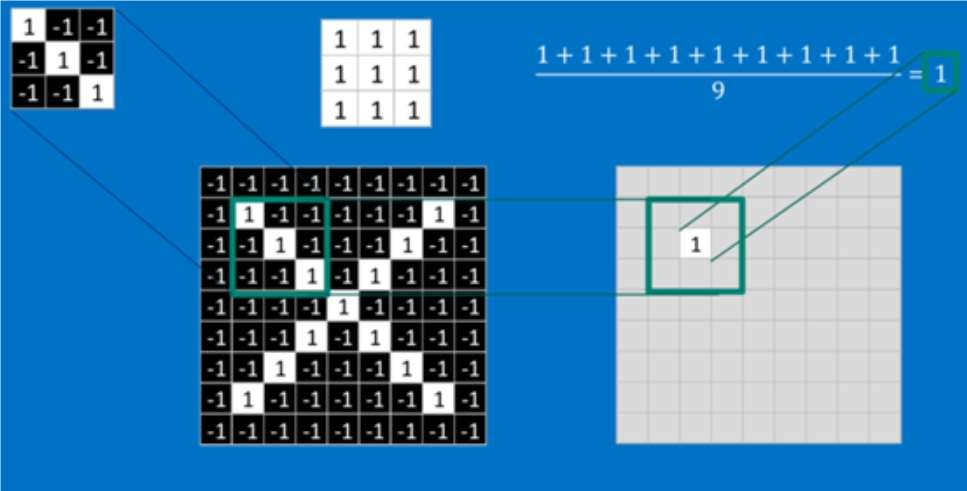 1 -1 -1
-1 1 -1
-1 -1 1
1 1 1
1 1 1
1 1 1
1 + 1 + 1 + 1 + 1 + 1 + 1 + 1 + 1
9
= 1
-1 -1 -1 -1 -1 -1 -1 -1 -1
-1 1 -1 -1 -1 -1 -1 1 -1
-1 -1 1 -1 -1 -1 1 -1 -1
-1 -1 -1 1 -1 1 -1 -1 -1
-1 -1 -1 -1 1 -1 -1 -1 -1
-1 -1 -1 1 -1 1 -1 -1 -1
-1 -1 1 -1 -1 -1 1 -1 -1
-1 1 -1 -1 -1 -1 -1 1 -1
-1 -1 -1 -1 -1 -1 -1 -1 -1
1